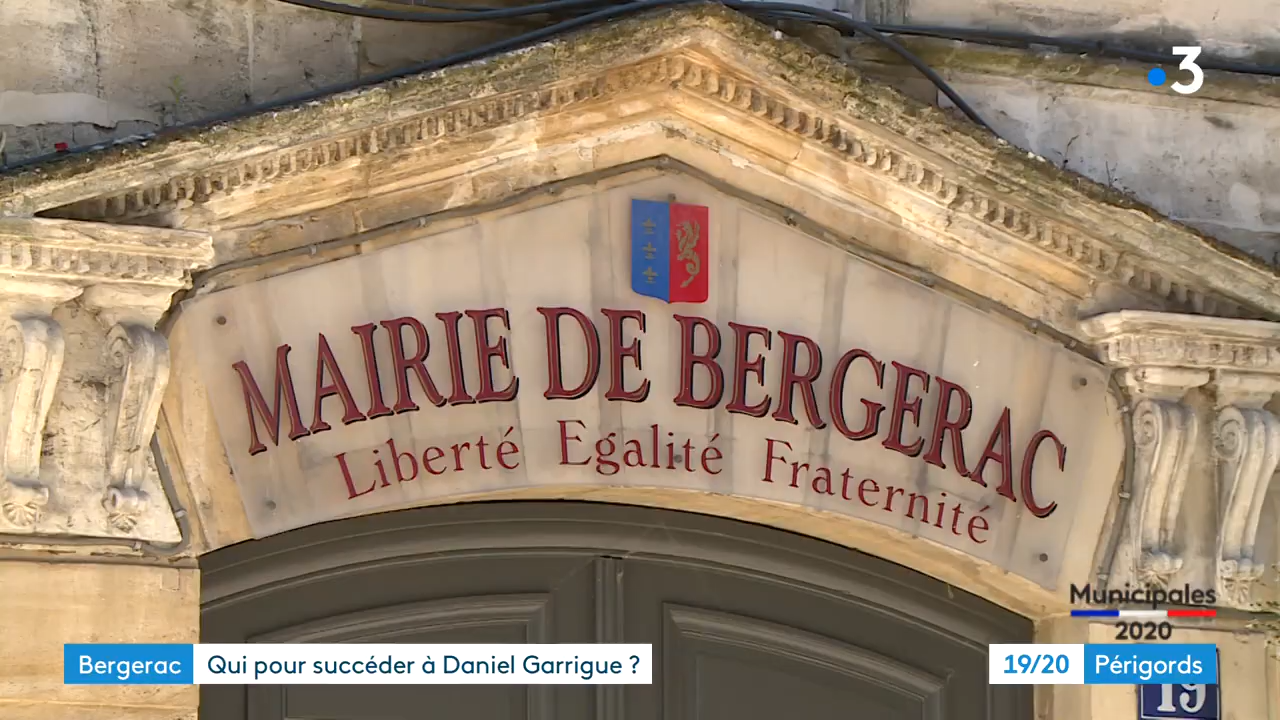 3
MAIRIE DE BERGERAC
Liberté Egalité Fraternité
Municipales
2020
Bergerac Qui pour succéder à Daniel Garrigue ?
19/20 Périgords
19